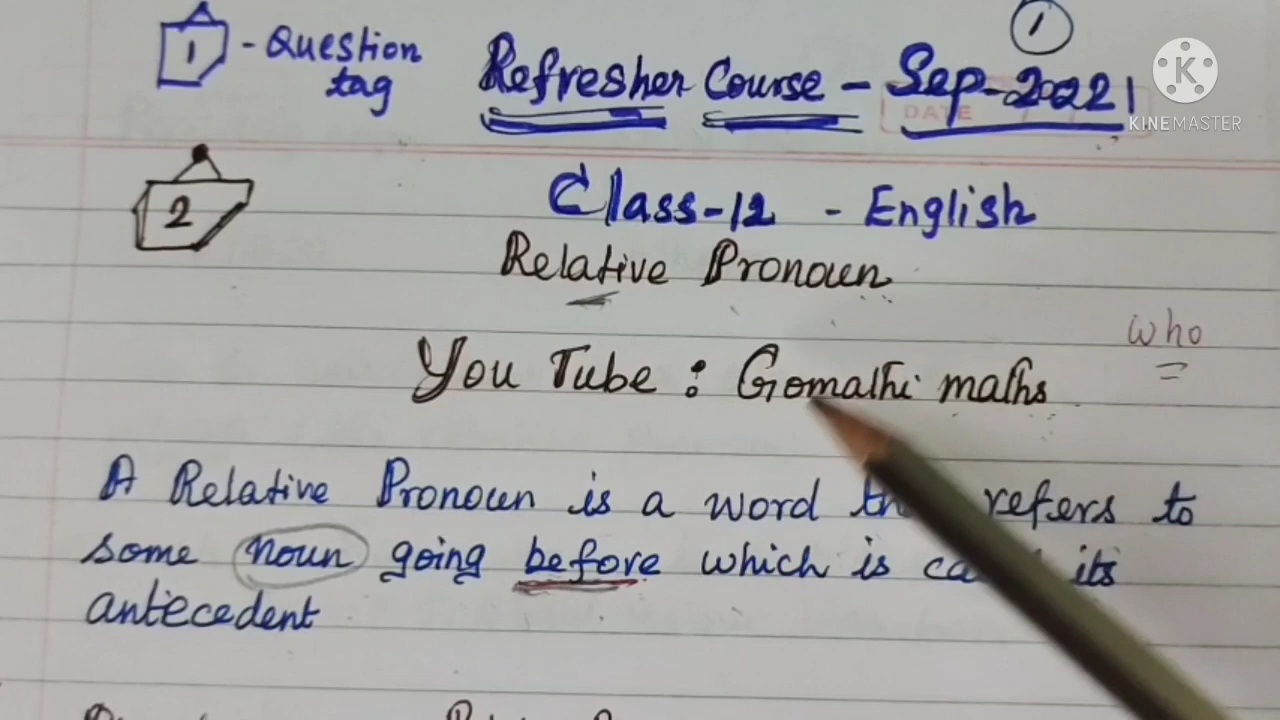 1 - Question tag
Refresher Course - Sep-2022
1
K
KINEMASTER
DATE
2
Class-12 - English
Relative Pronoun
who
You Tube : Gomathi maths
A Relative Pronoun is a word refers to
some noun going before which is its
antecedent